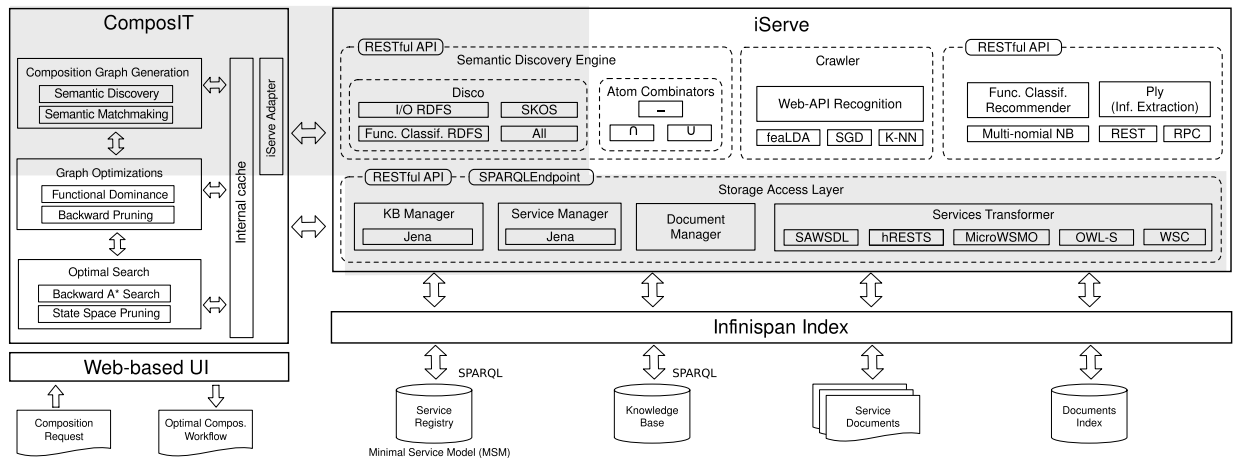 ComposIT
Composition Graph Generation
Semantic Discovery
Semantic Matchmaking
Graph Optimizations
Functional Dominance
Backward Pruning
Optimal Search
Backward A* Search
State Space Pruning
Internal cache
iServe Adapter
Web-based UI
Composition
Request
Optimal Compos.
Workflow
iServe
RESTful API
Semantic Discovery Engine
Disco
I/O RDFS
SKOS
Func. Classif. RDFS
All
Atom Combinators
−
∩
∪
Crawler
Web-API Recognition
feaLDA
SGD
K-NN
RESTful API
Func. Classif.
Recommender
Multi-nomial NB
Ply
(Inf. Extraction)
REST
RPC
RESTful API
SPARQLEndpoint
Storage Access Layer
KB Manager
Jena
Service Manager
Jena
Document
Manager
Services Transformer
SAWSDL
hRESTS
MicroWSMO
OWL-S
WSC
Infinispan Index
SPARQL
SPARQL
Service
Registry
Minimal Service Model (MSM)
Knowledge
Base
Service
Documents
Documents
Index